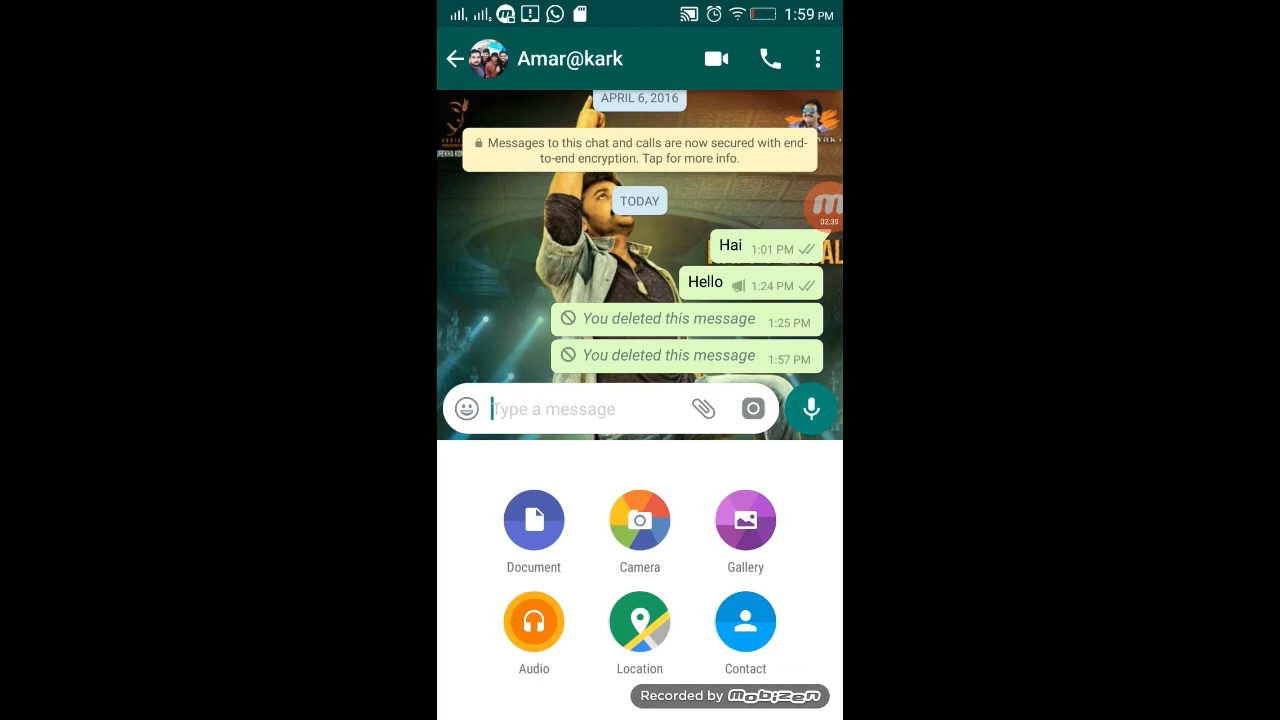 1:59 PM
Amar@kark
APRIL 6, 2016
Messages to this chat and calls are now secured with end-
to-end encryption. Tap for more info.
TODAY
02:39
Hai 1:01 PM
Hello 1:24 PM
You deleted this message 1:25 PM
You deleted this message 1:57 PM
Type a message
Document Camera Gallery
Audio Location Contact
Recorded by mobizen